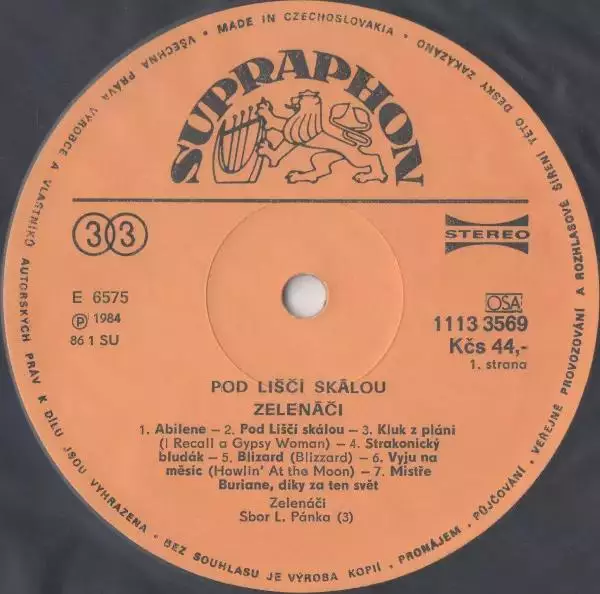 • MADE IN CZECHOSLOVAKIA • VŠECHNA PRÁVA VÝROBCE A VLASTNÍKŮ AUTORSKÝCH PRÁV K DÍLU JSOU VYHRAZENA • BEZ SOUHLASU JE VÝROBA KOPIÍ • PRONÁJEM • PŮJČOVÁNÍ • VEŘEJNÉ PROVOZOVÁNÍ A ROZHLASOVÉ ŠÍŘENÍ TÉTO DESKY ZAKÁZÁNO
SUPRAPHON
33
STEREO
E 6575
Ⓟ 1984
86 1 SU
OSA
1113 3569
Kčs 44,-
1. strana
POD LIŠČÍ SKÁLOU
ZELENÁČI
1. Abilene – 2. Pod Liščí skálou – 3. Kluk z plání
(I Recall a Gypsy Woman) – 4. Strakonický
bludák – 5. Blizard (Blizzard) – 6. Vyju na
měsíc (Howlin' At the Moon) – 7. Mistře
Buriane, díky za ten svět
Zelenáči
Sbor L. Pánka (3)